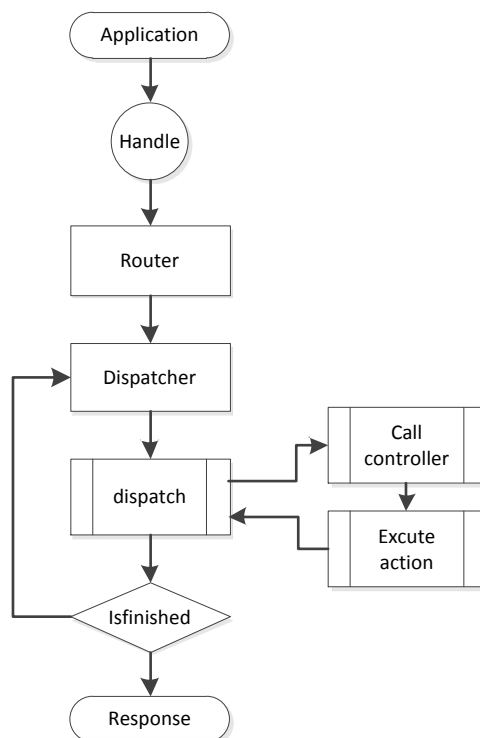 Application
Handle
Router
Dispatcher
dispatch
Call
controller
Excute
action
Isfinished
Response